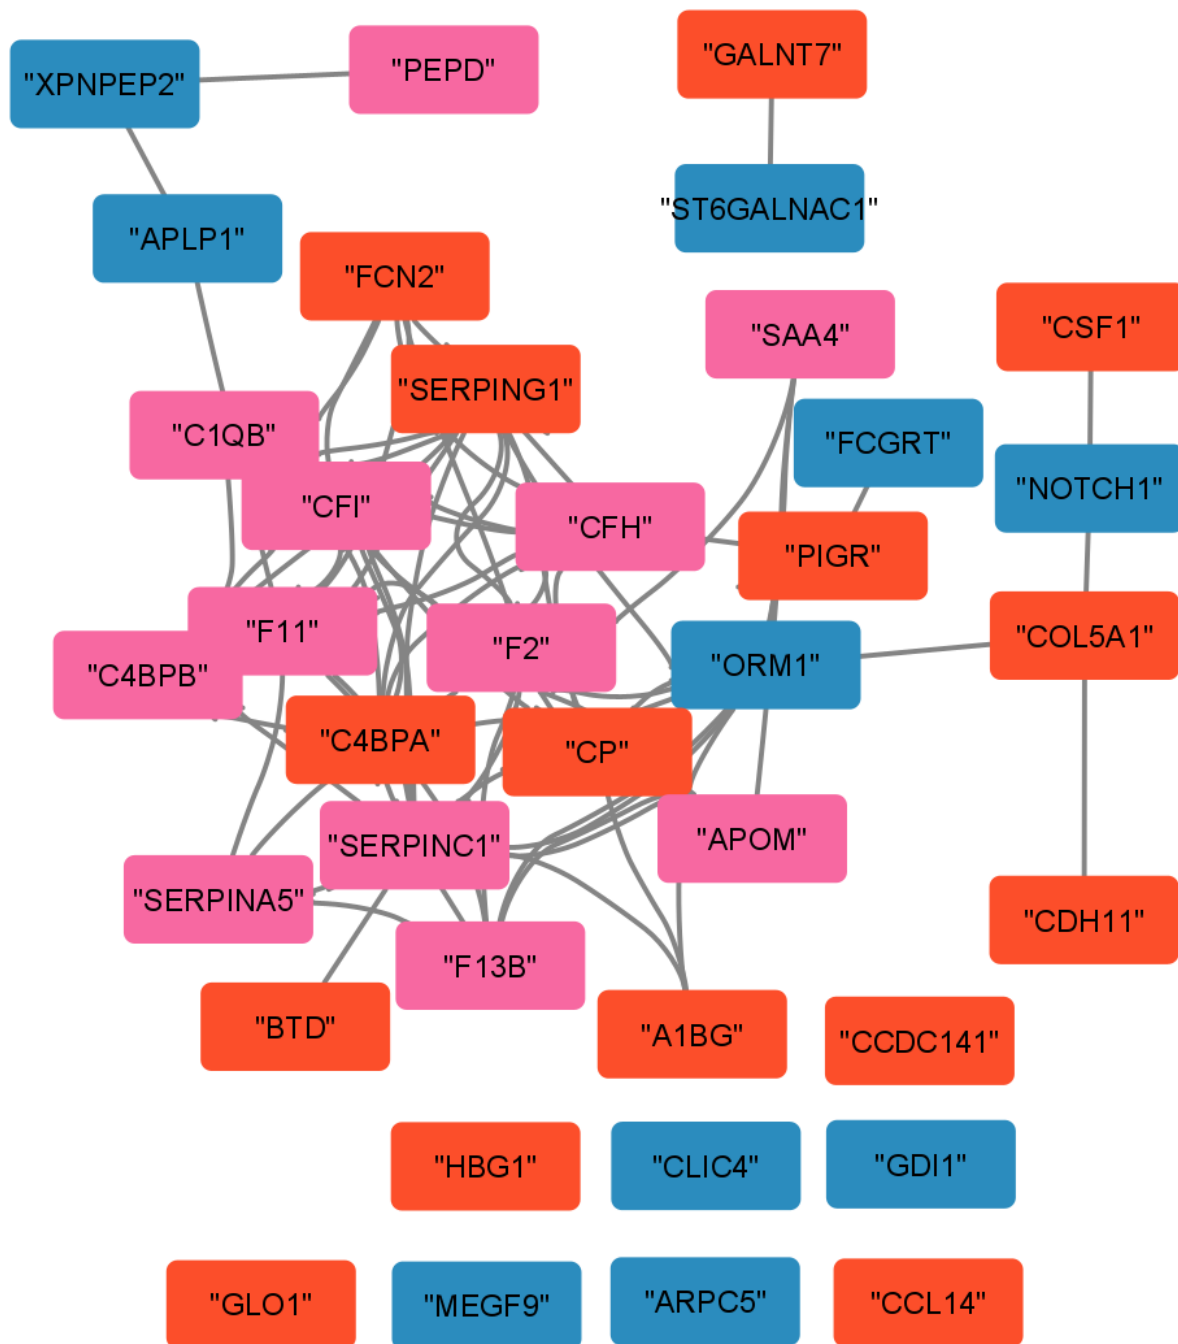 "GALNT7"
"PEPD"
"XPNPEP2"
"ST6GALNAC1"
"APLP1"
"FCN2"
"CSF1"
"SAA4"
"SERPING1"
"C1QB"
"FCGRT"
"NOTCH1"
"CFI"
"CFH"
"PIGR"
"F11"
"COL5A1"
"F2"
"ORM1"
"C4BPB"
"C4BPA"
"CP"
"APOM"
"SERPINC1"
"SERPINA5"
"CDH11"
"F13B"
"BTD"
"A1BG"
"CCDC141"
"HBG1"
"CLIC4"
"GDI1"
"GLO1"
"MEGF9"
"ARPC5"
"CCL14"